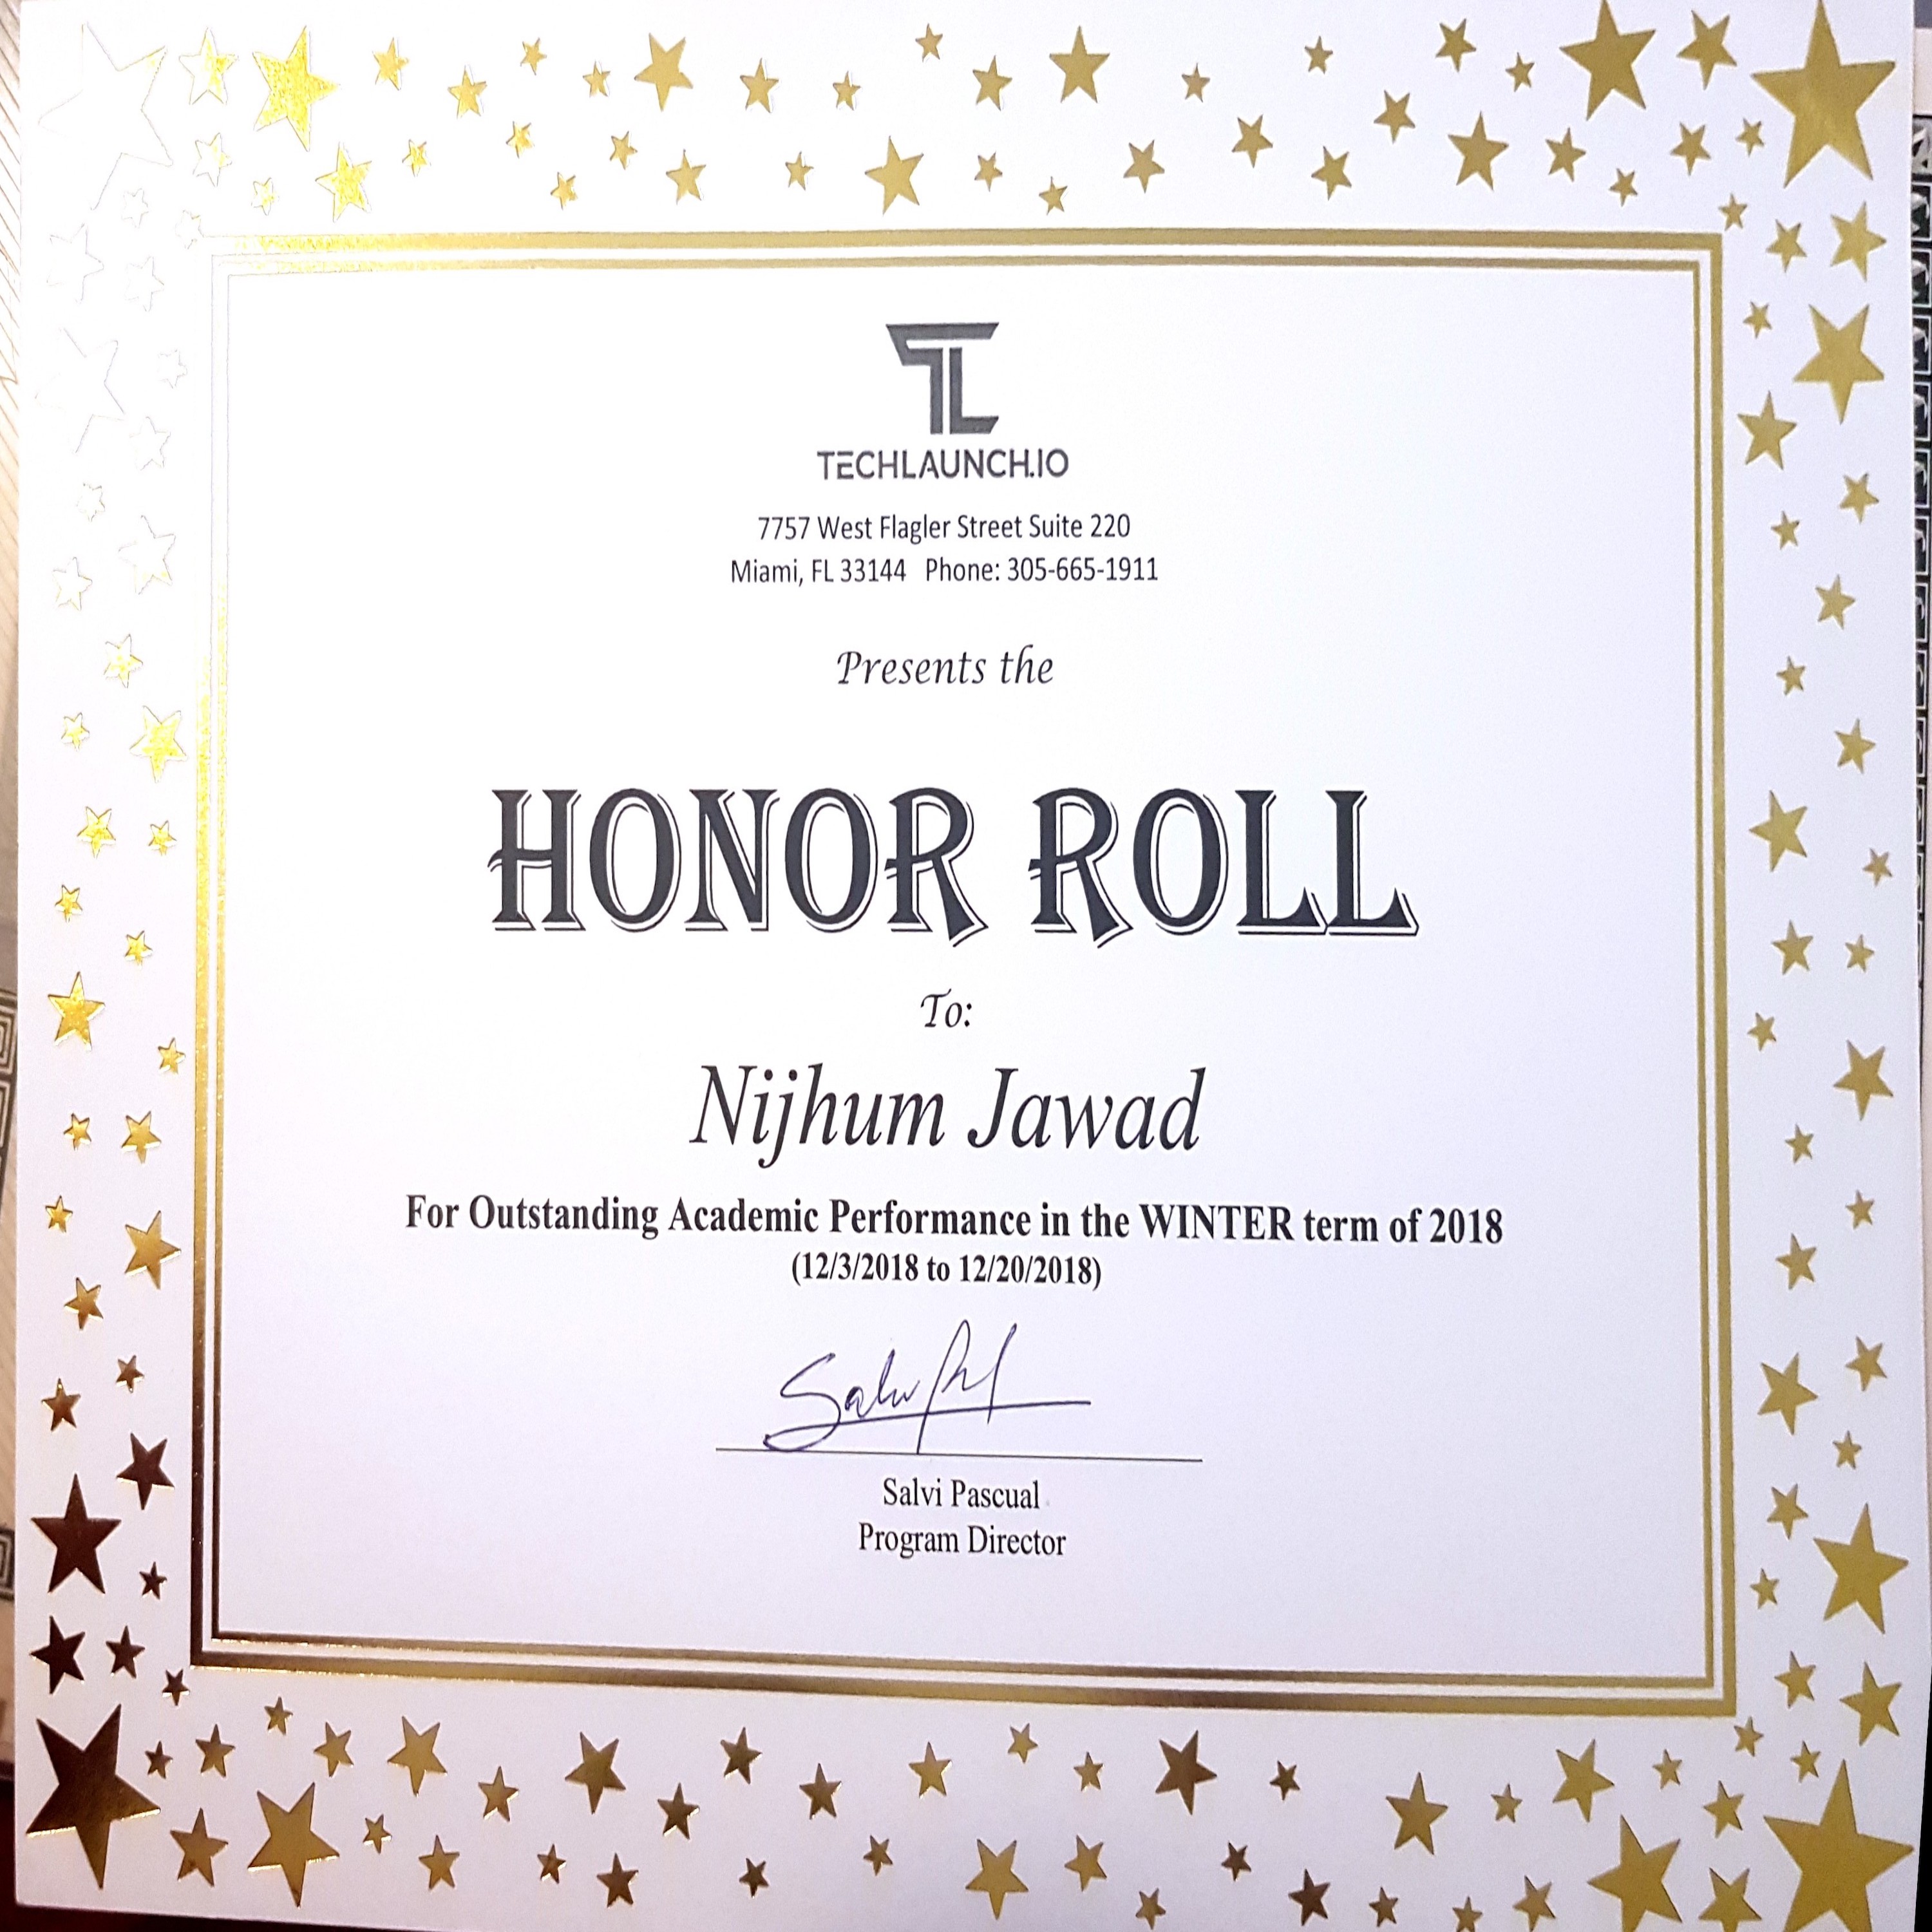 TL
TECHLAUNCH.IO
7757 West Flagler Street Suite 220
Miami, FL 33144 Phone: 305-665-1911
Presents the
HONOR ROLL
To:
Nijhum Jawad
For Outstanding Academic Performance in the WINTER term of 2018
(12/3/2018 to 12/20/2018)
Salvi Pascual
Program Director